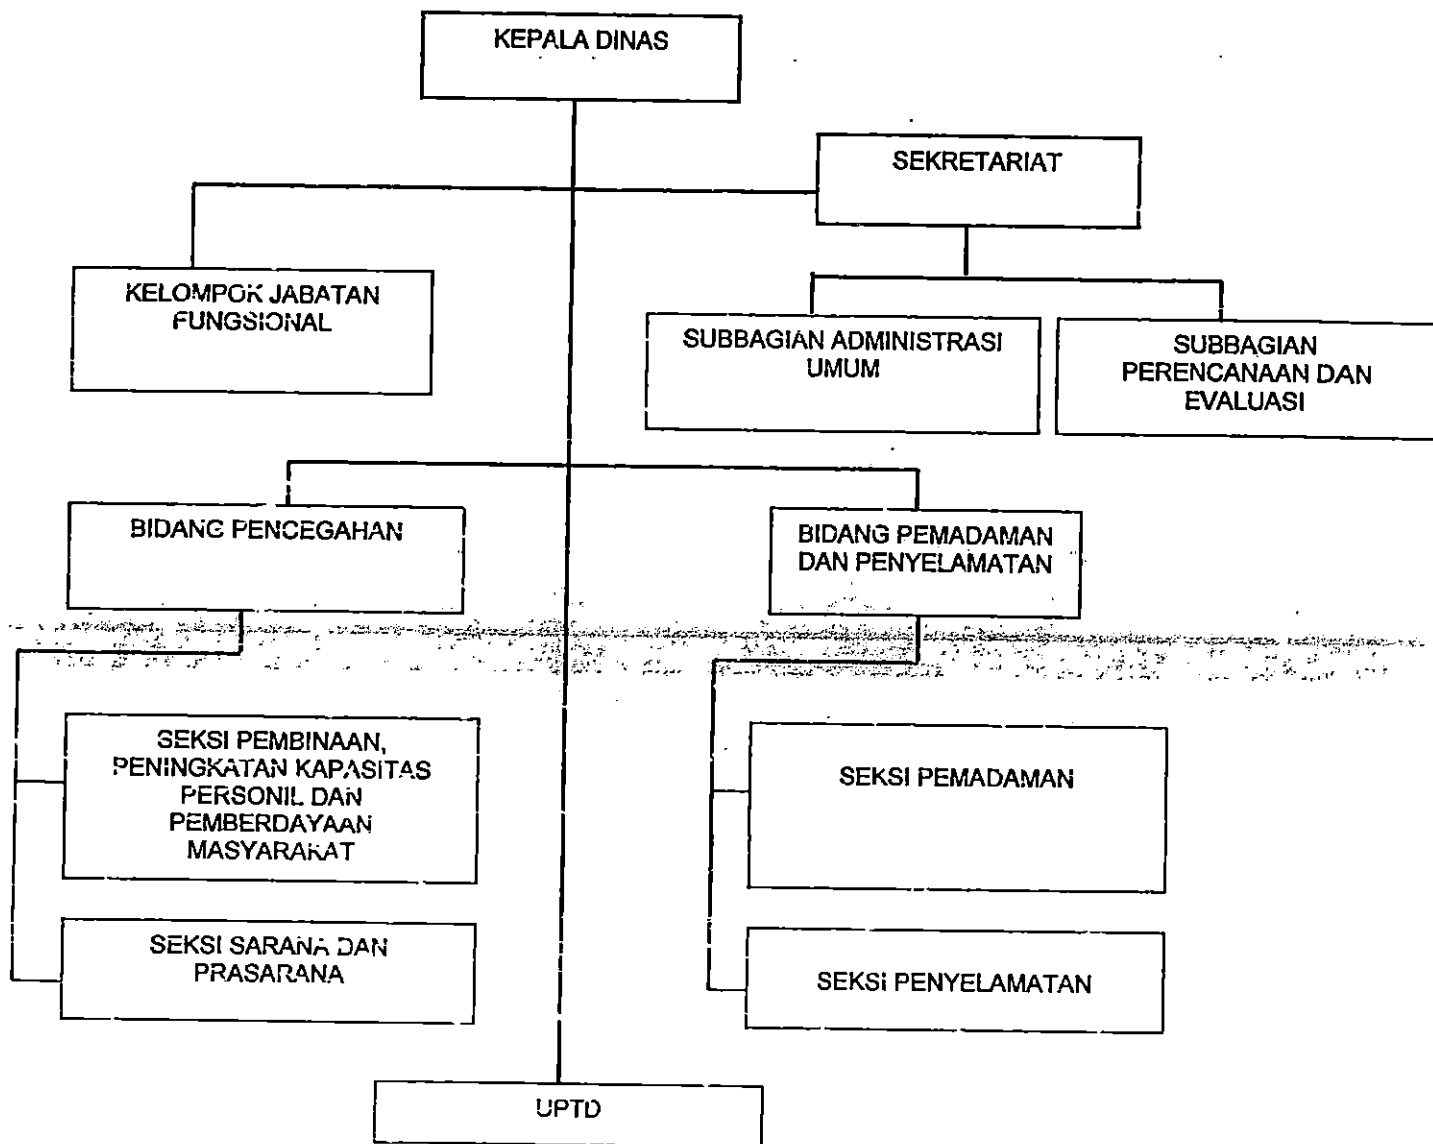 KEPALA DINAS
SEKRETARIAT
KELOMPOK JABATAN
FUNGSIONAL
SUBBAGIAN ADMINISTRASI
UMUM
SUBBAGIAN
PERENCANAAN DAN
EVALUASI
BIDANG PENCEGAHAN
BIDANG PEMADAMAN
DAN PENYELAMATAN
SEKSI PEMBINAAN,
PENINGKATAN KAPASITAS
PERSONIL DAN
PEMBERDAYAAN
MASYARAKAT
SEKSI PEMADAMAN
SEKSI SARANA DAN
PRASARANA
SEKSI PENYELAMATAN
UPTD